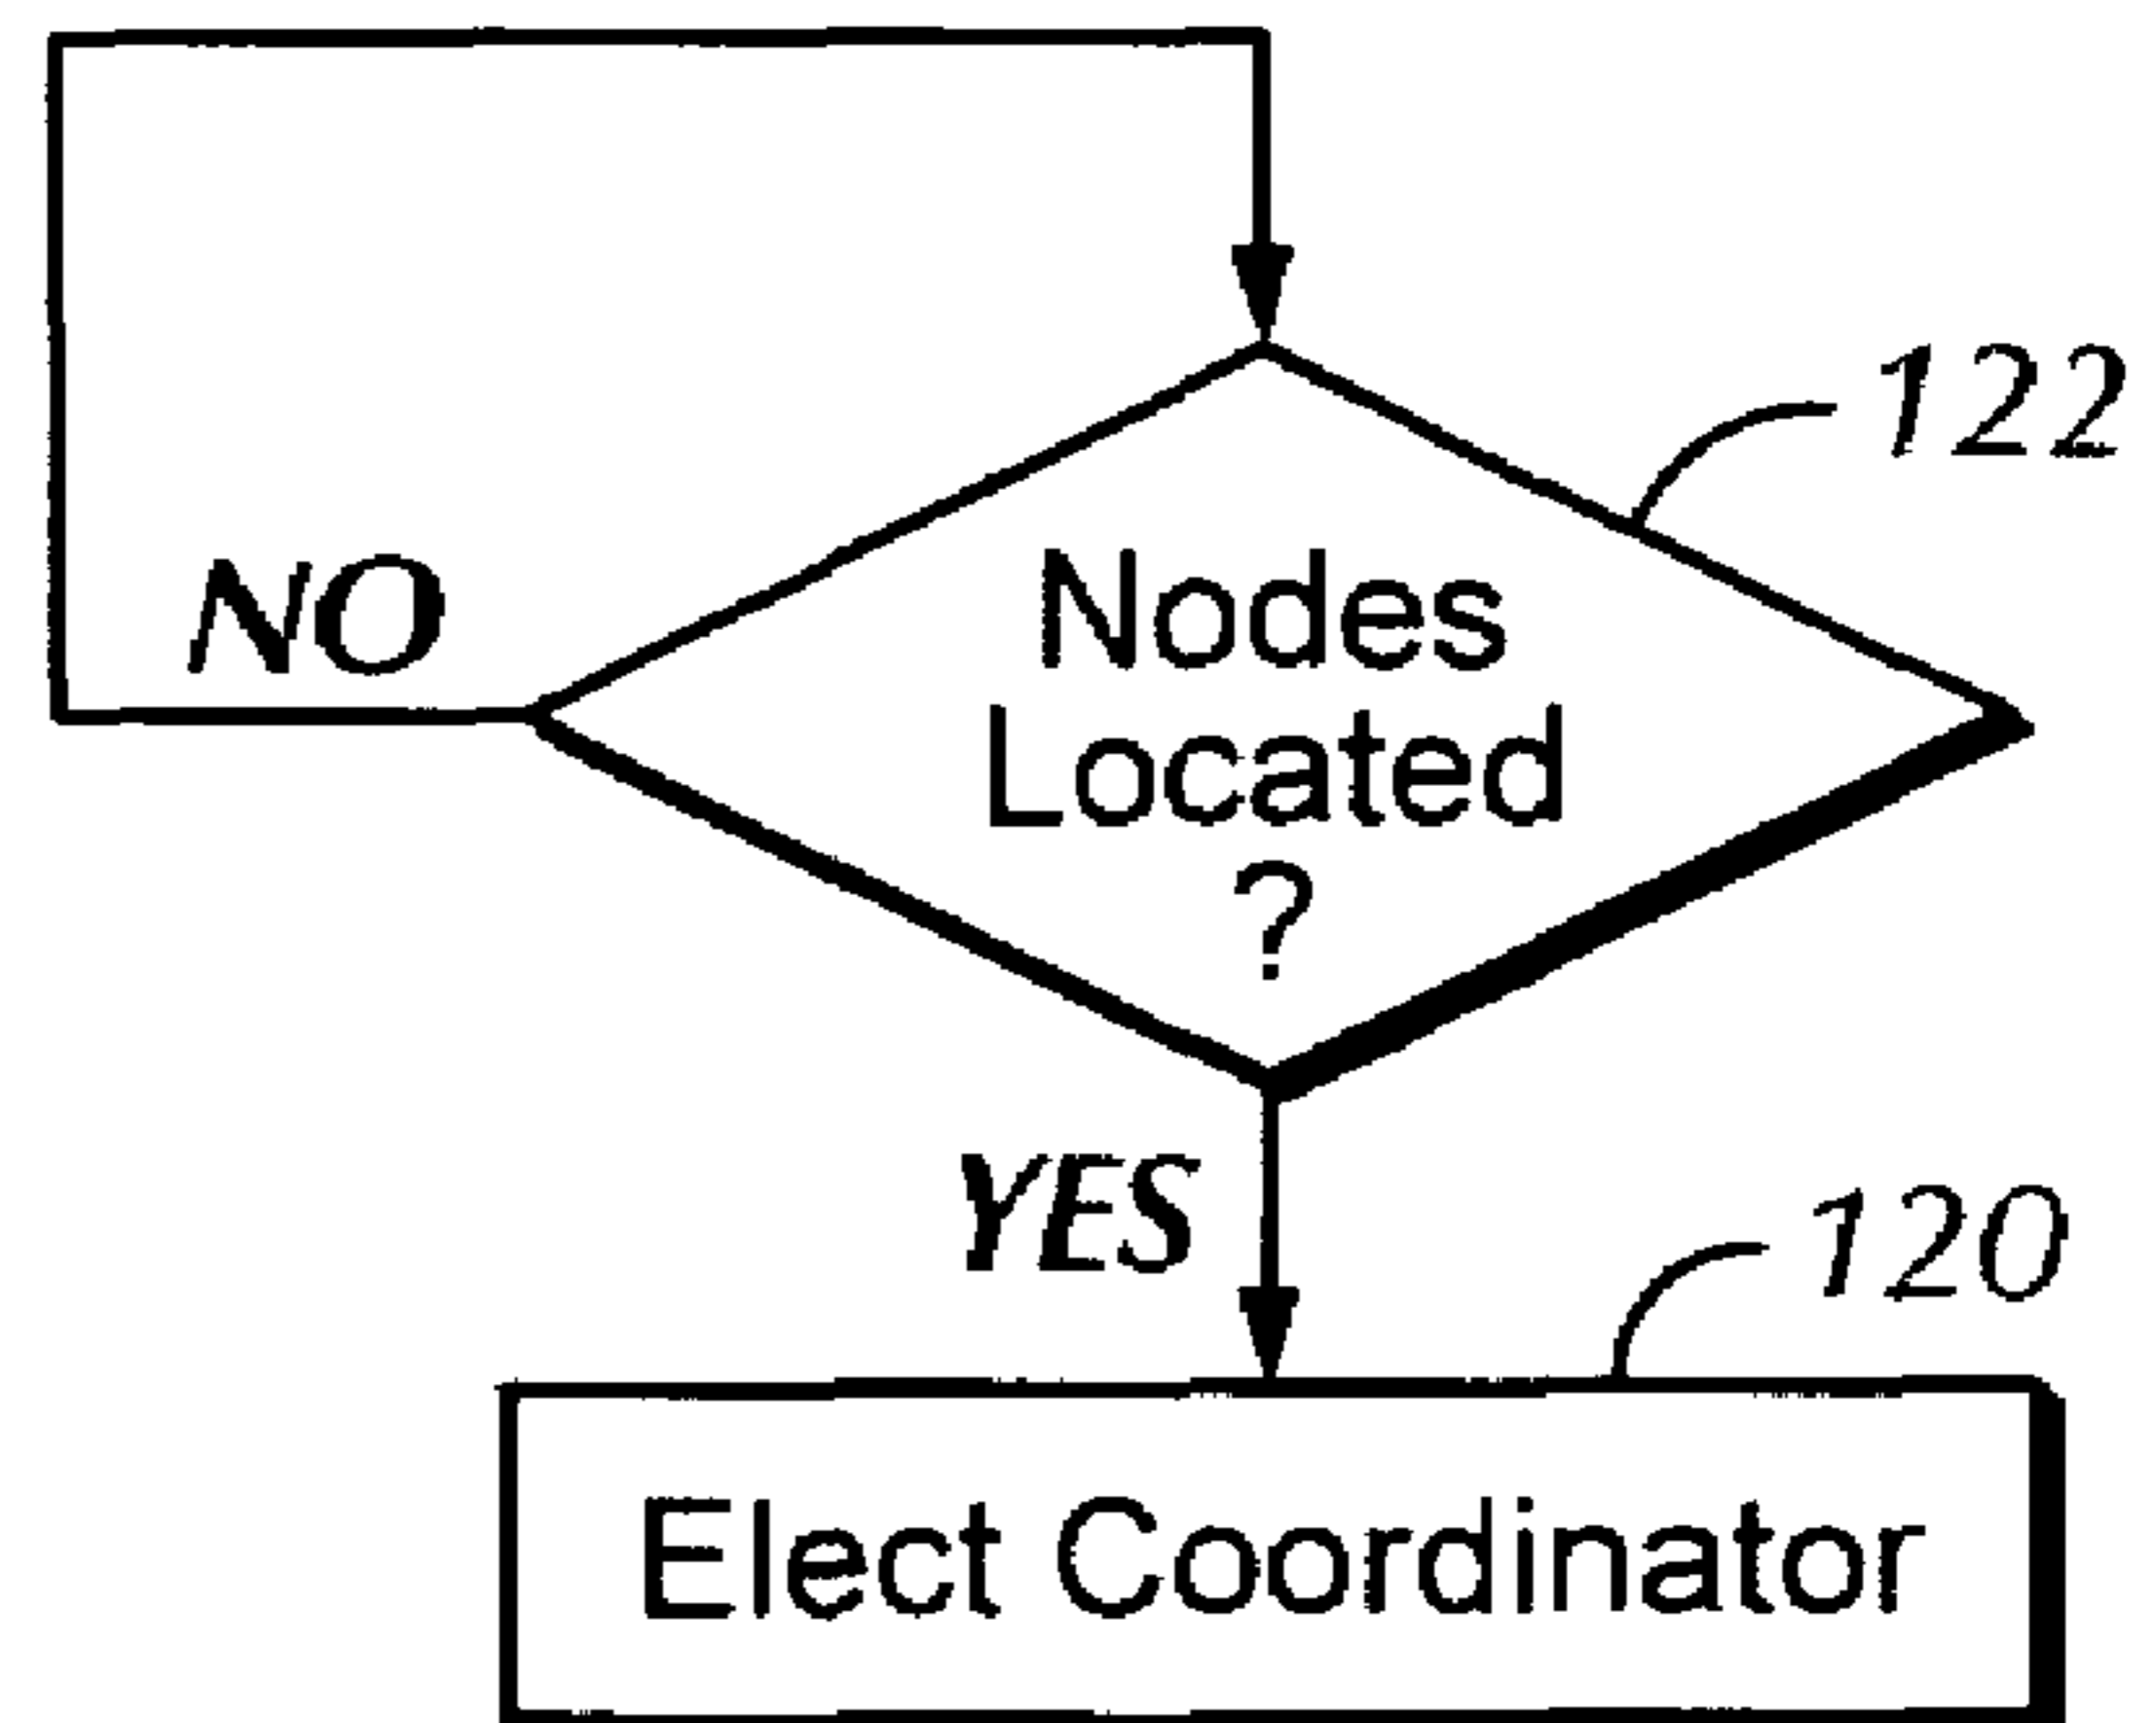 122
NO
Nodes
Located
?
YES
120
Elect Coordinator